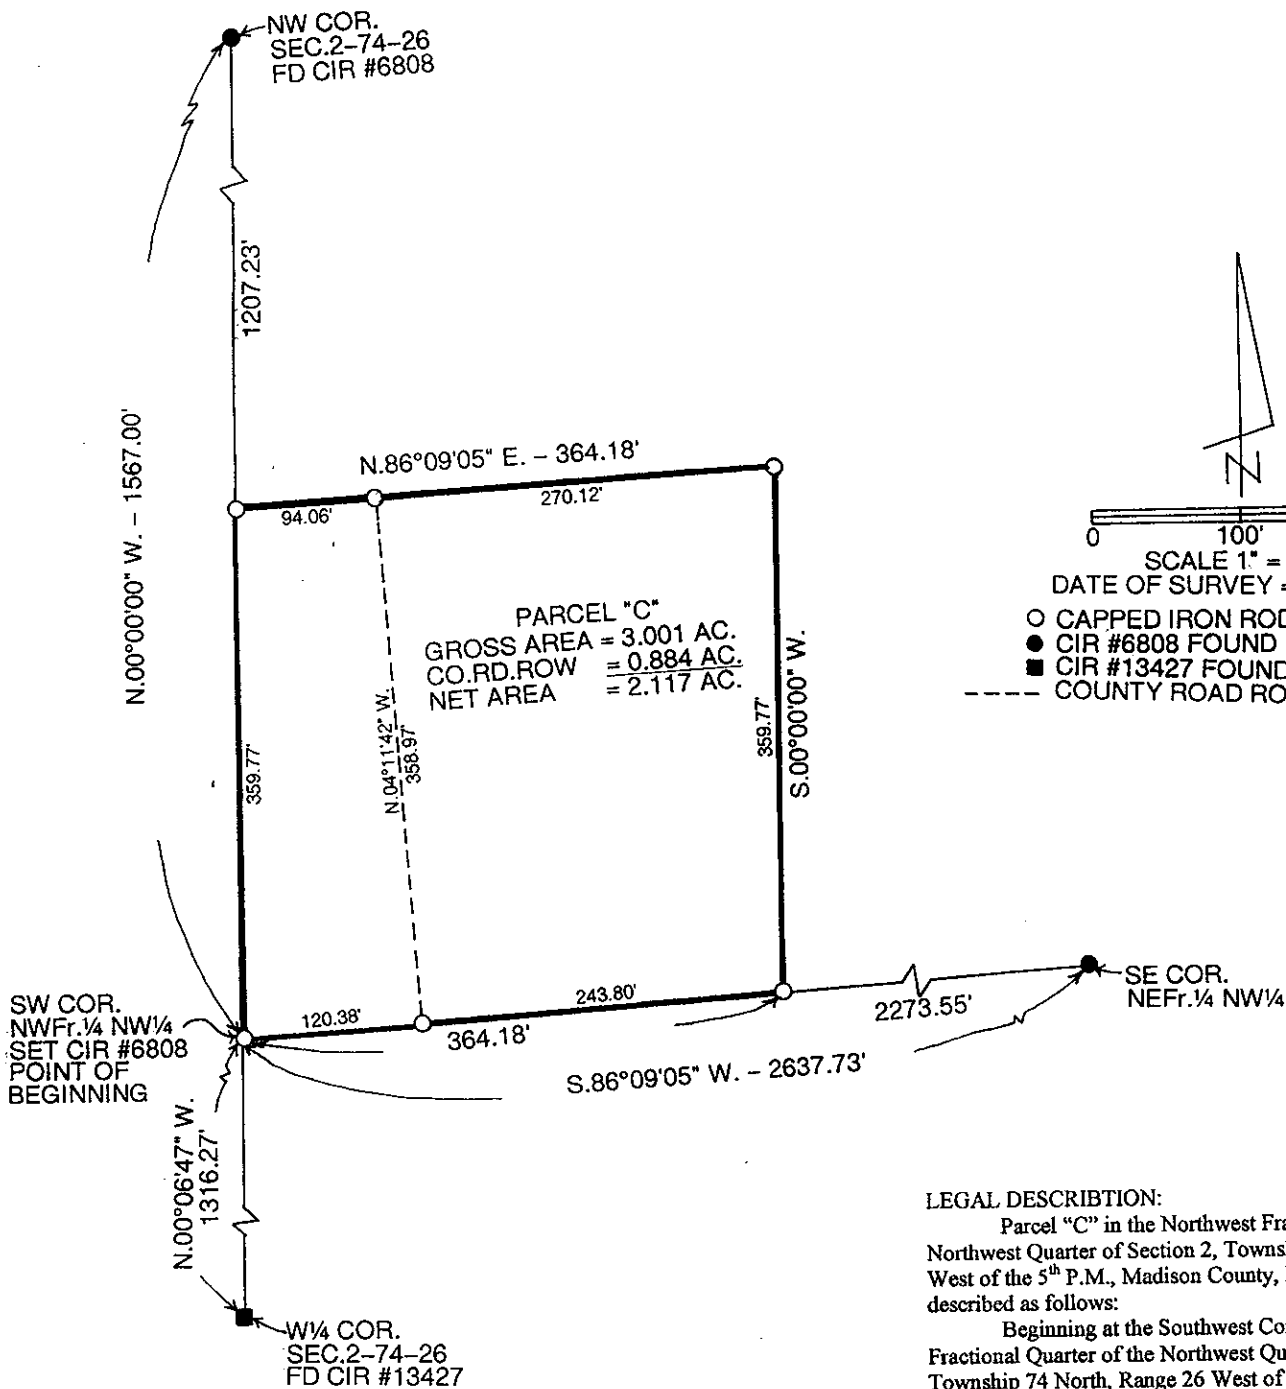 NW COR.
SEC.2–74–26
FD CIR #6808
1207.23'
N.00°00'00" W. – 1567.00'
N.86°09'05" E. – 364.18'
94.06'
270.12'
PARCEL "C"
GROSS AREA = 3.001 AC.
CO.RD.ROW = 0.884 AC.
NET AREA = 2.117 AC.
N.04°11'42" W.
358.97'
359.77'
359.77'
S.00°00'00" W.
N
0 100'
SCALE 1" =
DATE OF SURVEY =
CAPPED IRON ROD
CIR #6808 FOUND
CIR #13427 FOUND
COUNTY ROAD RO
SW COR.
NWFr.¼ NW¼
SET CIR #6808
POINT OF
BEGINNING
120.38'
243.80'
364.18'
2273.55'
S.86°09'05" W. – 2637.73'
SE COR.
NEFr.¼ NW¼
N.00°06'47" W.
1316.27'
W¼ COR.
SEC.2–74–26
FD CIR #13427
LEGAL DESCRIBTION:
Parcel “C” in the Northwest Fra
Northwest Quarter of Section 2, Towns
West of the 5th P.M., Madison County,
described as follows:
Beginning at the Southwest Co
Fractional Quarter of the Northwest Qu
Township 74 North, Range 26 West of